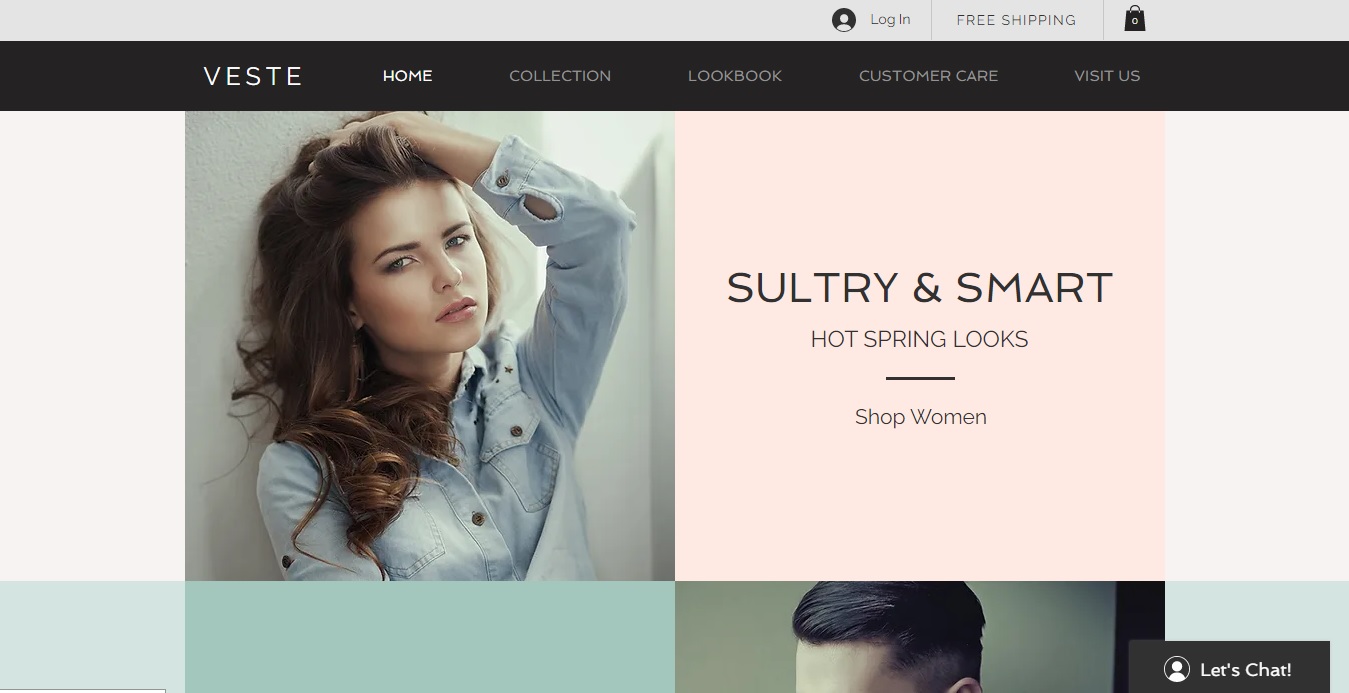 Log In
FREE SHIPPING
0
VESTE
HOME
COLLECTION
LOOKBOOK
CUSTOMER CARE
VISIT US
SULTRY & SMART
HOT SPRING LOOKS
Shop Women
Let's Chat!